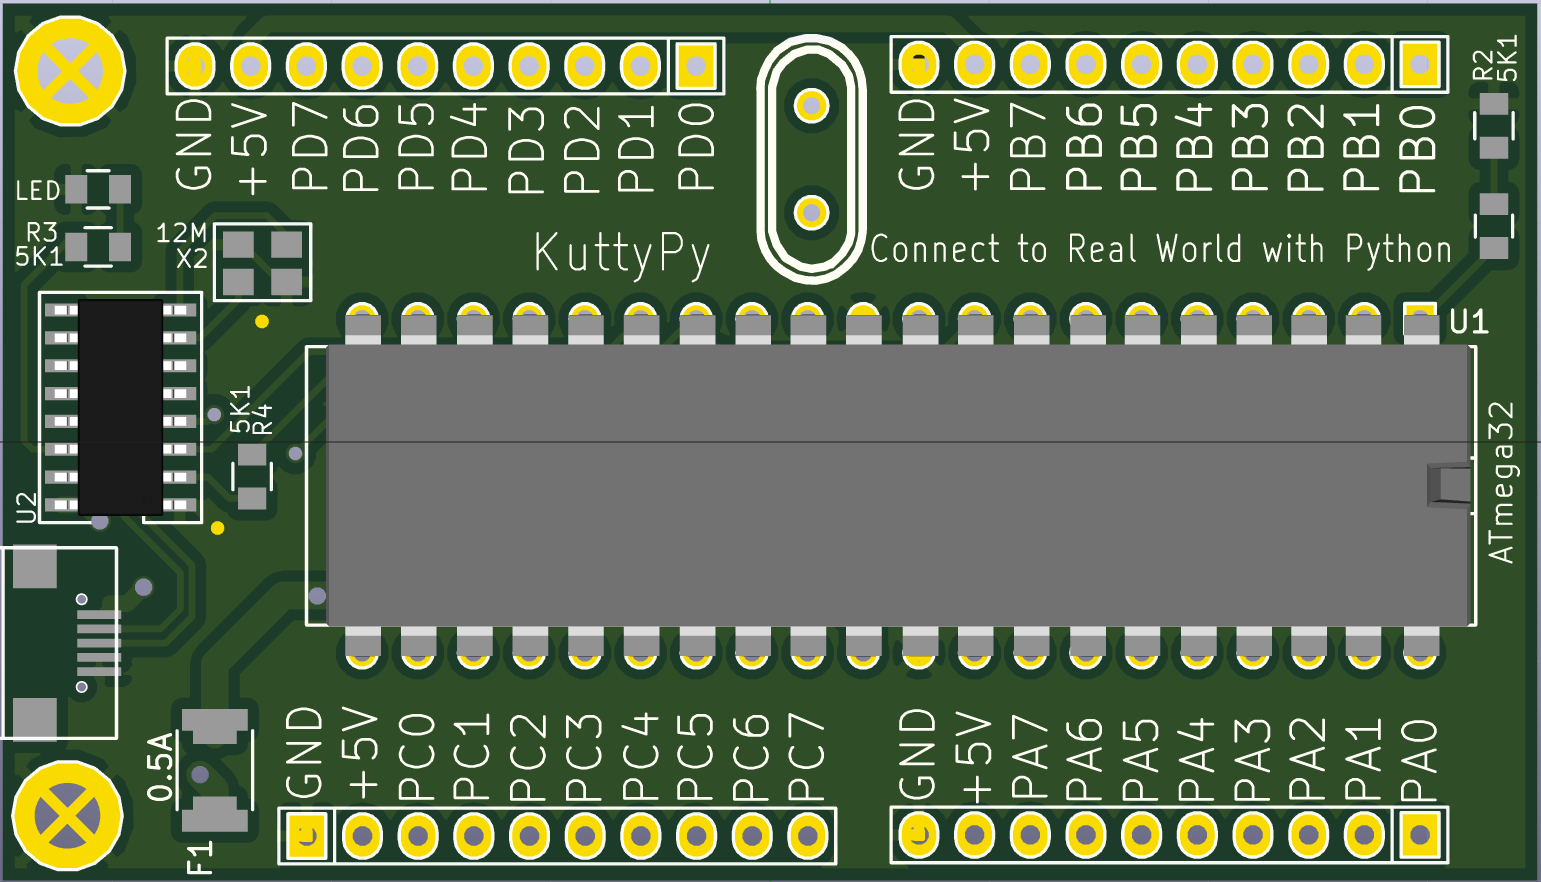 GND +5V PD7 PD6 PD5 PD4 PD3 PD2 PD1 PD0
GND +5V PB7 PB6 PB5 PB4 PB3 PB2 PB1 PB0
R2
5K1
LED
R3
5K1
12M
X2
KuttyPy
Connect to Real World with Python
U1
5K1
R4
U2
ATmega32
0.5A
F1
GND +5V PC0 PC1 PC2 PC3 PC4 PC5 PC6 PC7
GND +5V PA7 PA6 PA5 PA4 PA3 PA2 PA1 PA0